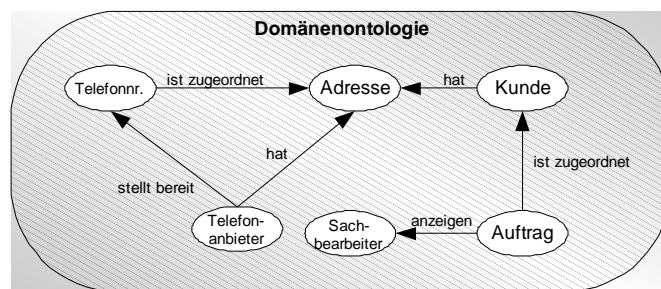 Domänenontologie
Telefonnr.
ist zugeordnet
Adresse
hat
Kunde
hat
ist zugeordnet
stellt bereit
Telefon-
anbieter
Sach-
bearbeiter
anzeigen
Auftrag